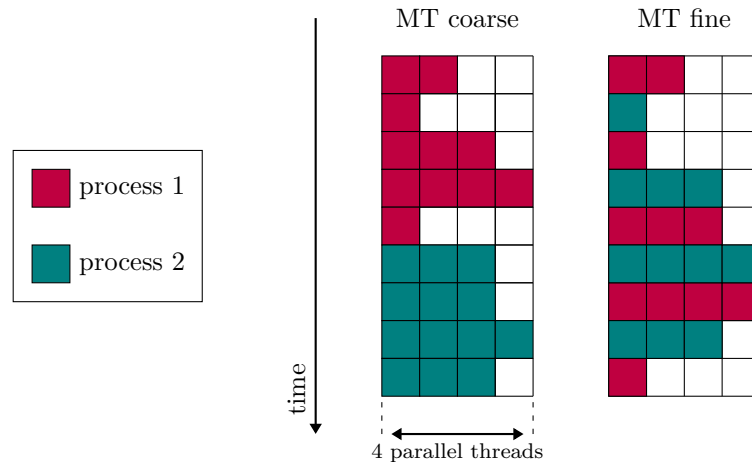 MT coarse
MT fine
process 1
process 2
time
4 parallel threads